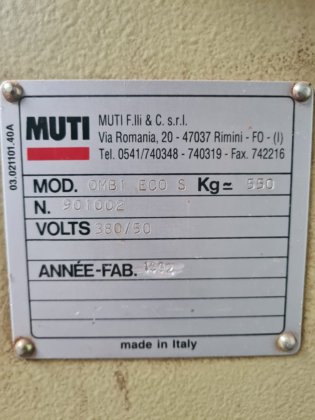 MUTI
MUTI F.lli & C. s.r.l.
Via Romania, 20 - 47037 Rimini - FO - (I)
Tel. 0541/740348 - 740319 - Fax. 742216
MOD. OMBI ECO S Kg≃ 550
N. 901002
VOLTS 380/50
ANNÉE-FAB.
made in Italy
03.021101.40A